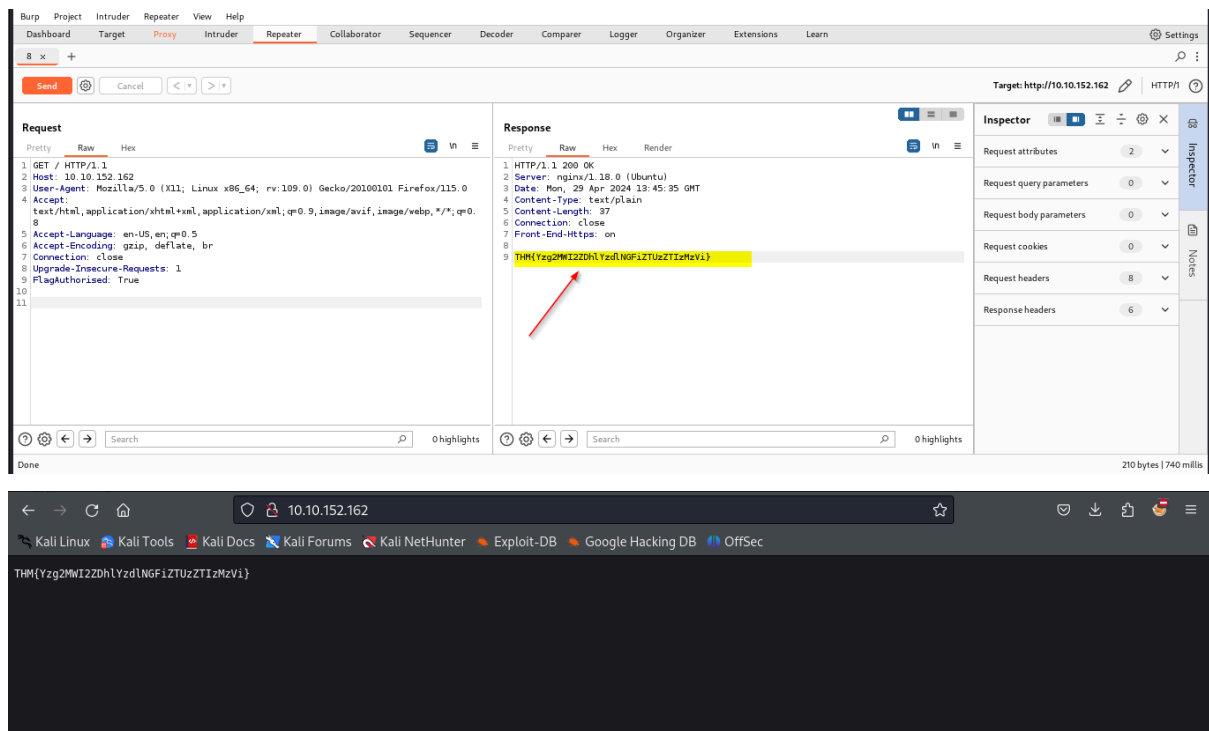 Burp Project Intruder Repeater View Help
Dashboard Target Proxy Intruder Repeater Collaborator Sequencer Decoder Comparer Logger Organizer Extensions Learn Settings
8 × +
Send Cancel < > Target: http://10.10.152.162 HTTP/1
Request
Pretty Raw Hex \n
1 GET / HTTP/1.1
2 Host: 10.10.152.162
3 User-Agent: Mozilla/5.0 (X11; Linux x86_64; rv:109.0) Gecko/20100101 Firefox/115.0
4 Accept:
text/html,application/xhtml+xml,application/xml;q=0.9,image/avif,image/webp,*/*;q=0.
8
5 Accept-Language: en-US,en;q=0.5
6 Accept-Encoding: gzip, deflate, br
7 Connection: close
8 Upgrade-Insecure-Requests: 1
9 FlagAuthorised: True
10
11
Search 0 highlights
Response
Pretty Raw Hex Render \n
1 HTTP/1.1 200 OK
2 Server: nginx/1.18.0 (Ubuntu)
3 Date: Mon, 29 Apr 2024 13:45:35 GMT
4 Content-Type: text/plain
5 Content-Length: 37
6 Connection: close
7 Front-End-Https: on
8
9 THM{Yzg2MWI2ZDhlYzdlNGFiZTUzZTIzMzVi}
Search 0 highlights
Inspector
Request attributes 2
Request query parameters 0
Request body parameters 0
Request cookies 0
Request headers 8
Response headers 6
Inspector
Notes
Done 210 bytes | 740 millis
10.10.152.162
Kali Linux Kali Tools Kali Docs Kali Forums Kali NetHunter Exploit-DB Google Hacking DB OffSec
THM{Yzg2MWI2ZDhlYzdlNGFiZTUzZTIzMzVi}